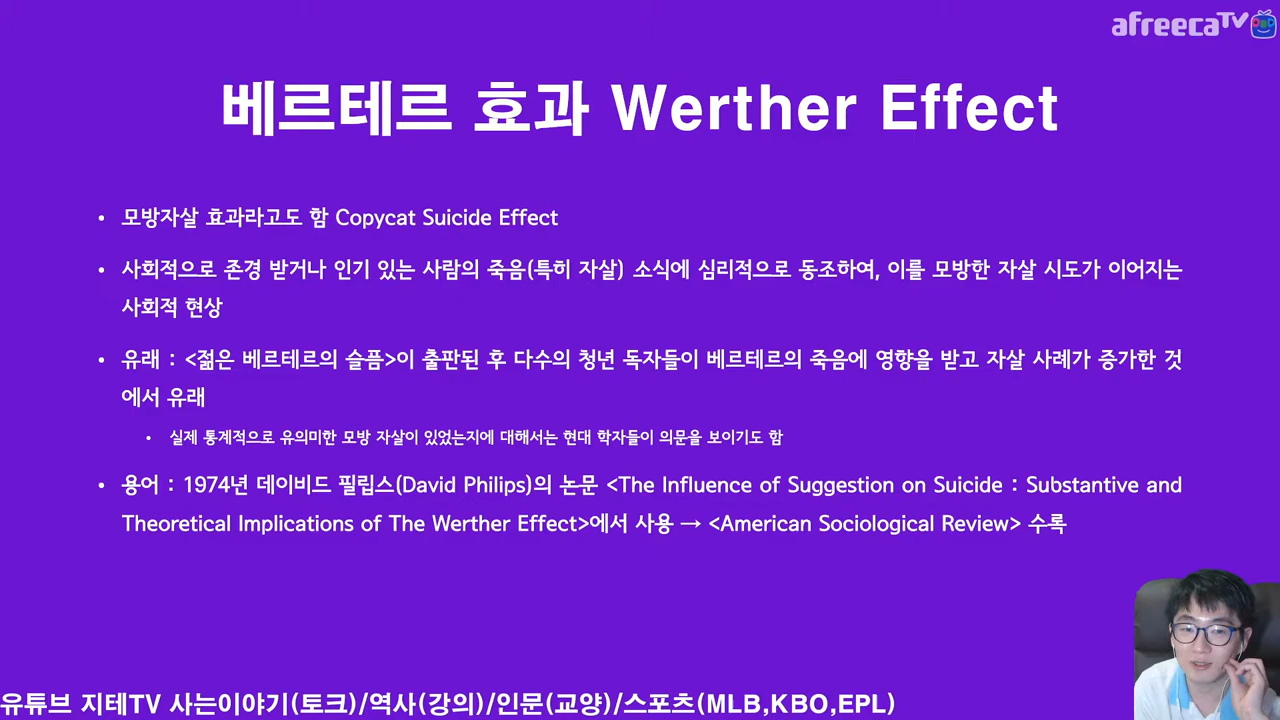 afreecaTV
베르테르 효과 Werther Effect
• 모방자살 효과라고도 함 Copycat Suicide Effect
• 사회적으로 존경 받거나 인기 있는 사람의 죽음(특히 자살) 소식에 심리적으로 동조하여, 이를 모방한 자살 시도가 이어지는
사회적 현상
• 유래 : <젊은 베르테르의 슬픔>이 출판된 후 다수의 청년 독자들이 베르테르의 죽음에 영향을 받고 자살 사례가 증가한 것
에서 유래
• 실제 통계적으로 유의미한 모방 자살이 있었는지에 대해서는 현대 학자들이 의문을 보이기도 함
• 용어 : 1974년 데이비드 필립스(David Philips)의 논문 <The Influence of Suggestion on Suicide : Substantive and
Theoretical Implications of The Werther Effect>에서 사용 → <American Sociological Review> 수록
유튜브 지테TV 사는이야기(토크)/역사(강의)/인문(교양)/스포츠(MLB,KBO,EPL)